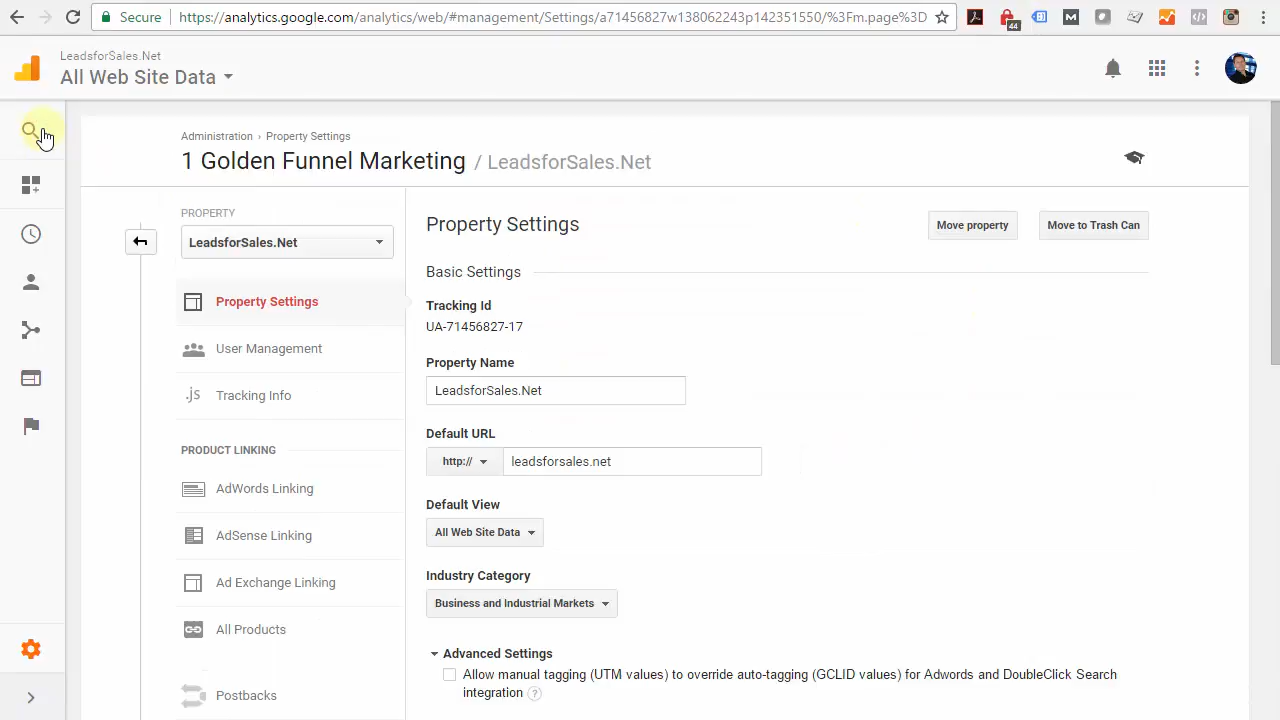 Secure https://analytics.google.com/analytics/web/#management/Settings/a71456827w138062243p142351550/%3Fm.page%3D
44
LeadsforSales.Net
All Web Site Data
Administration › Property Settings
1 Golden Funnel Marketing / LeadsforSales.Net
PROPERTY
LeadsforSales.Net
Property Settings
User Management
.js Tracking Info
PRODUCT LINKING
AdWords Linking
AdSense Linking
Ad Exchange Linking
All Products
Postbacks
Property Settings
Move property
Move to Trash Can
Basic Settings
Tracking Id
UA-71456827-17
Property Name
LeadsforSales.Net
Default URL
http:// leadsforsales.net
Default View
All Web Site Data
Industry Category
Business and Industrial Markets
Advanced Settings
Allow manual tagging (UTM values) to override auto-tagging (GCLID values) for Adwords and DoubleClick Search
integration ?